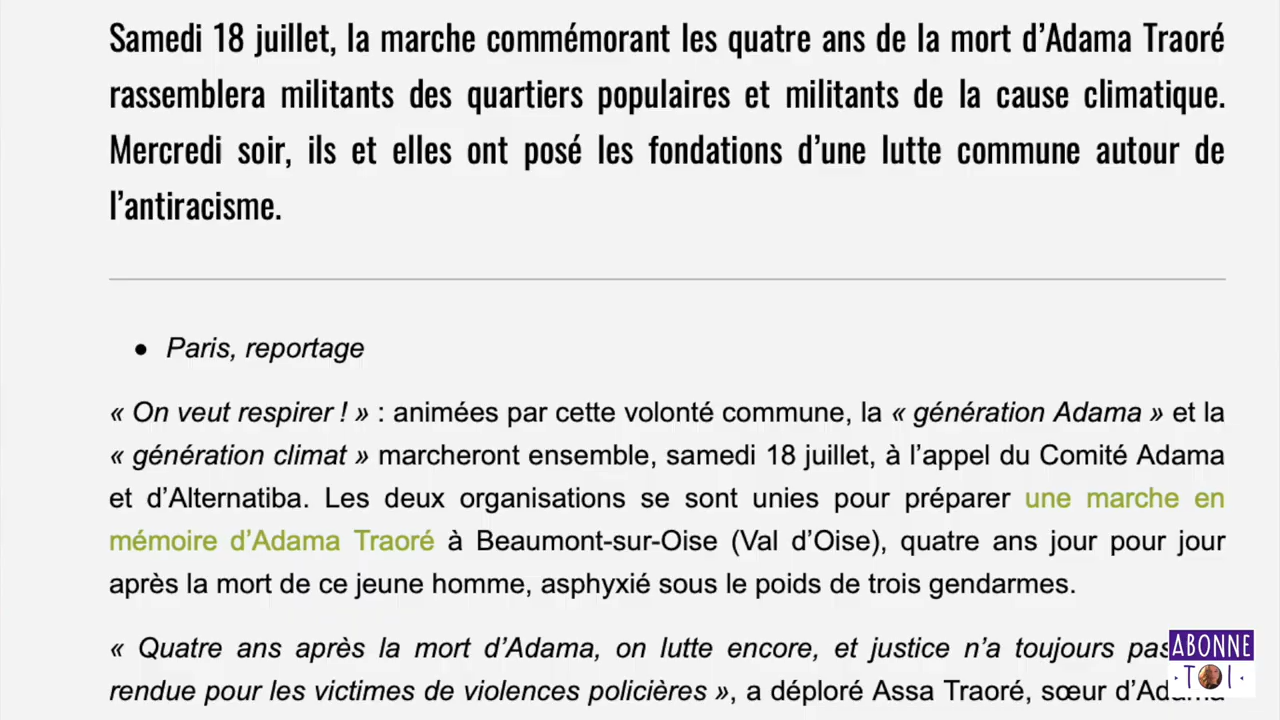 Samedi 18 juillet, la marche commémorant les quatre ans de la mort d’Adama Traoré
rassemblera militants des quartiers populaires et militants de la cause climatique.
Mercredi soir, ils et elles ont posé les fondations d’une lutte commune autour de
l’antiracisme.
• Paris, reportage
« On veut respirer ! » : animées par cette volonté commune, la « génération Adama » et la
« génération climat » marcheront ensemble, samedi 18 juillet, à l’appel du Comité Adama
et d’Alternatiba. Les deux organisations se sont unies pour préparer une marche en
mémoire d’Adama Traoré à Beaumont-sur-Oise (Val d’Oise), quatre ans jour pour jour
après la mort de ce jeune homme, asphyxié sous le poids de trois gendarmes.
« Quatre ans après la mort d’Adama, on lutte encore, et justice n’a toujours pas
rendue pour les victimes de violences policières », a déploré Assa Traoré, sœur d’Adama
ABONNE
TOI